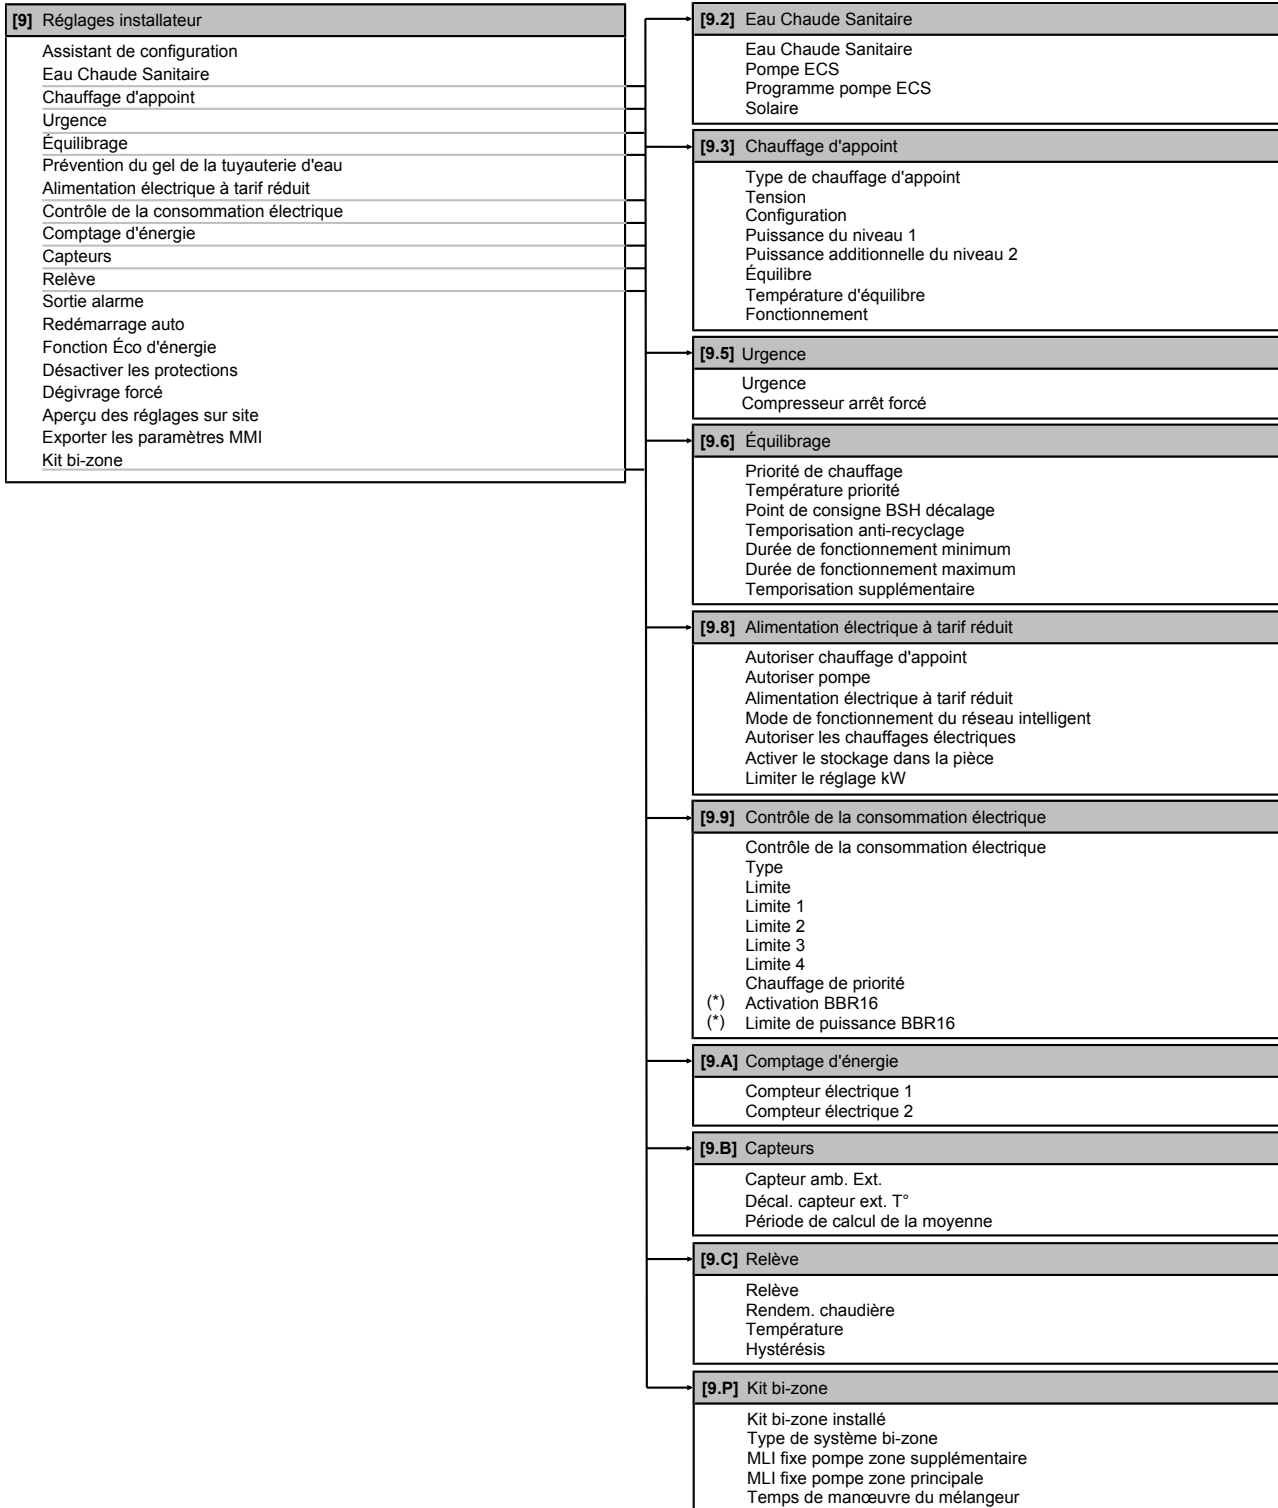 [9] Réglages installateur
Assistant de configuration
Eau Chaude Sanitaire
Chauffage d'appoint
Urgence
Équilibrage
Prévention du gel de la tuyauterie d'eau
Alimentation électrique à tarif réduit
Contrôle de la consommation électrique
Comptage d'énergie
Capteurs
Relève
Sortie alarme
Redémarrage auto
Fonction Éco d'énergie
Désactiver les protections
Dégivrage forcé
Aperçu des réglages sur site
Exporter les paramètres MMI
Kit bi-zone
[9.2] Eau Chaude Sanitaire
Eau Chaude Sanitaire
Pompe ECS
Programme pompe ECS
Solaire
[9.3] Chauffage d'appoint
Type de chauffage d'appoint
Tension
Configuration
Puissance du niveau 1
Puissance additionnelle du niveau 2
Équilibre
Température d'équilibre
Fonctionnement
[9.5] Urgence
Urgence
Compresseur arrêt forcé
[9.6] Équilibrage
Priorité de chauffage
Température priorité
Point de consigne BSH décalage
Temporisation anti-recyclage
Durée de fonctionnement minimum
Durée de fonctionnement maximum
Temporisation supplémentaire
[9.8] Alimentation électrique à tarif réduit
Autoriser chauffage d'appoint
Autoriser pompe
Alimentation électrique à tarif réduit
Mode de fonctionnement du réseau intelligent
Autoriser les chauffages électriques
Activer le stockage dans la pièce
Limiter le réglage kW
[9.9] Contrôle de la consommation électrique
Contrôle de la consommation électrique
Type
Limite
Limite 1
Limite 2
Limite 3
Limite 4
Chauffage de priorité
(*) Activation BBR16
(*) Limite de puissance BBR16
[9.A] Comptage d'énergie
Compteur électrique 1
Compteur électrique 2
[9.B] Capteurs
Capteur amb. Ext.
Décal. capteur ext. T°
Période de calcul de la moyenne
[9.C] Relève
Relève
Rendem. chaudière
Température
Hystérésis
[9.P] Kit bi-zone
Kit bi-zone installé
Type de système bi-zone
MLI fixe pompe zone supplémentaire
MLI fixe pompe zone principale
Temps de manœuvre du mélangeur